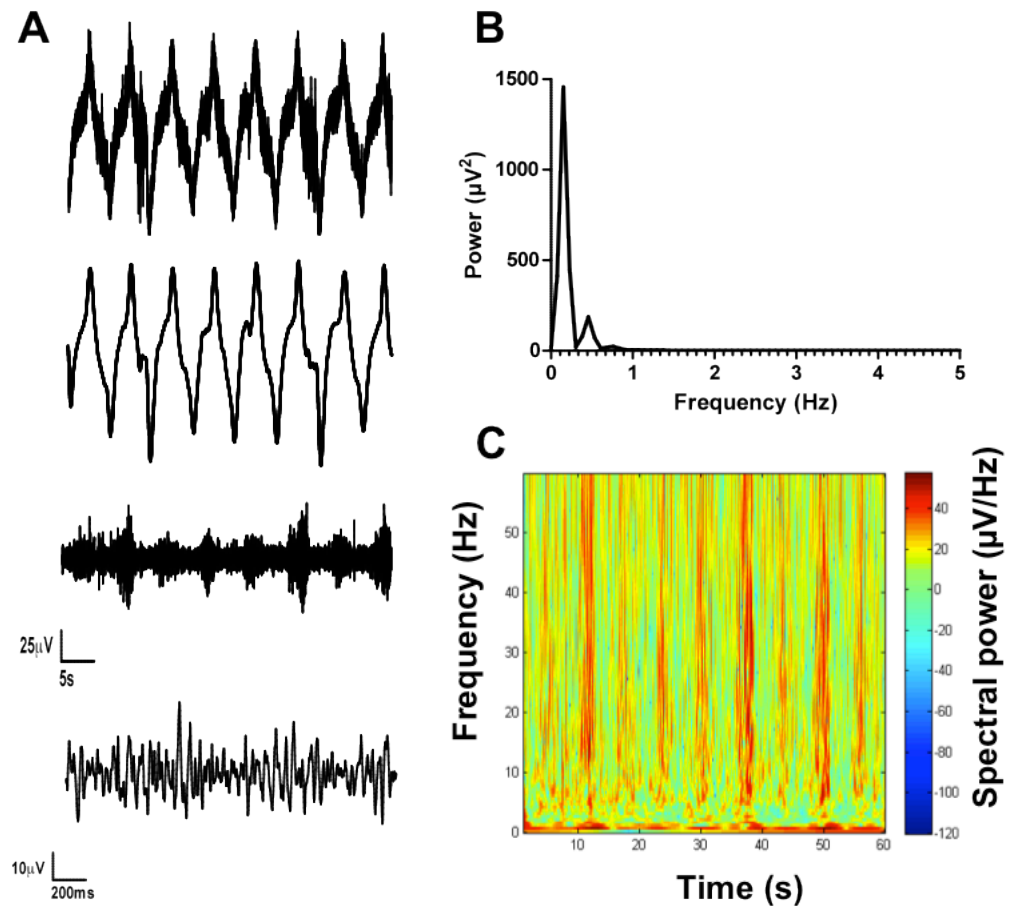 A
25μV
5s
10μV
200ms
B
Power (µV²)
1500
1000
500
0
0 1 2 3 4 5
Frequency (Hz)
C
Frequency (Hz)
50
40
30
20
10
0
10 20 30 40 50 60
Time (s)
40
20
0
-20
-40
-60
-80
-100
-120
Spectral power (µV/Hz)